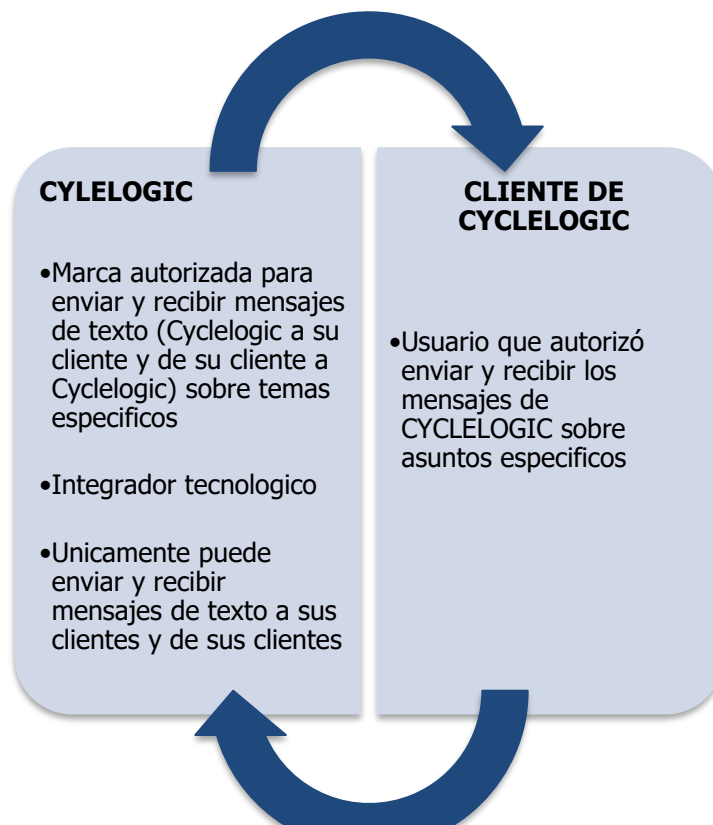 CYLELOGIC
•Marca autorizada para
enviar y recibir mensajes
de texto (Cyclelogic a su
cliente y de su cliente a
Cyclelogic) sobre temas
especificos
•Integrador tecnologico
•Unicamente puede
enviar y recibir
mensajes de texto a sus
clientes y de sus clientes
CLIENTE DE
CYCLELOGIC
•Usuario que autorizó
enviar y recibir los
mensajes de
CYCLELOGIC sobre
asuntos especificos